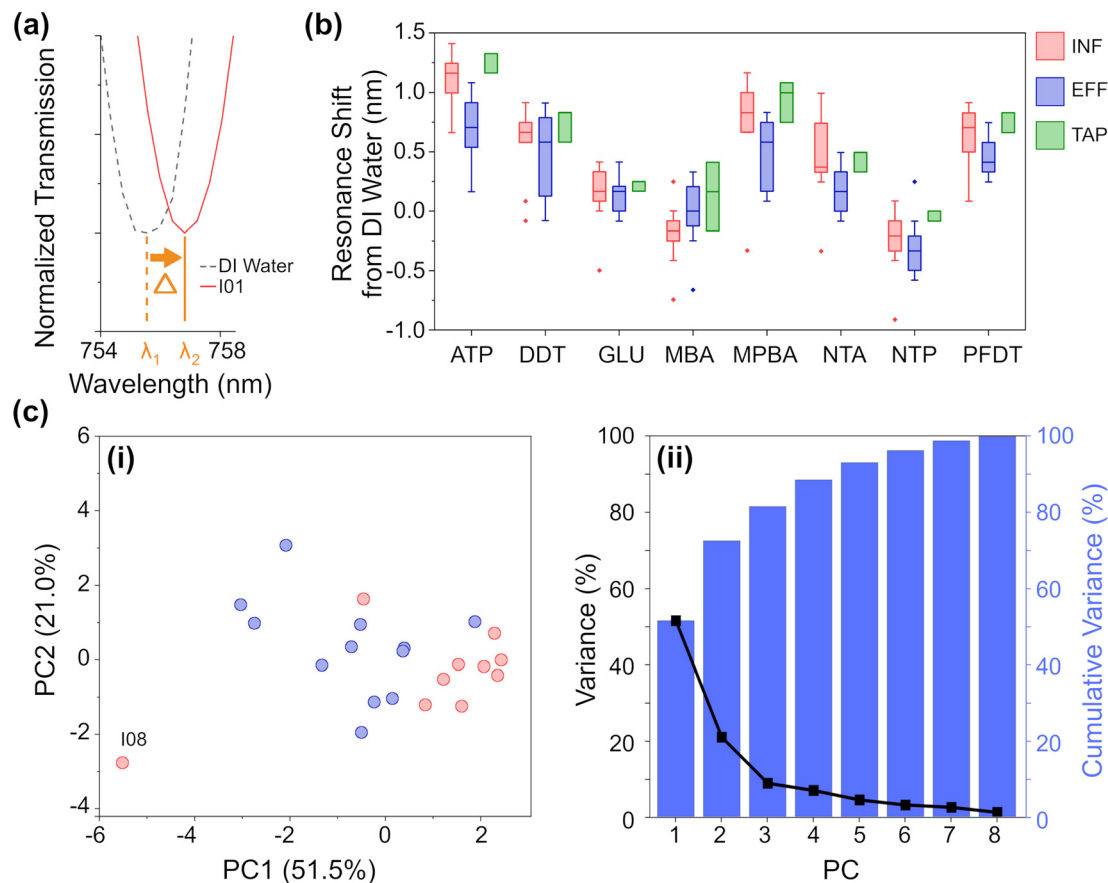 (a)
Normalized Transmission
DI Water
I01
Δ
754
λ1
λ2
758
Wavelength (nm)
(b)
Resonance Shift
from DI Water (nm)
1.5
1.0
0.5
0.0
-0.5
-1.0
ATP DDT GLU MBA MPBA NTA NTP PFDT
INF
EFF
TAP
(c)
(i)
PC2 (21.0%)
6
4
2
0
-2
-4
I08
-6 -4 -2 0 2
PC1 (51.5%)
(ii)
Variance (%)
100
80
60
40
20
0
1 2 3 4 5 6 7 8
PC
100
80
60
40
20
0
Cumulative Variance (%)